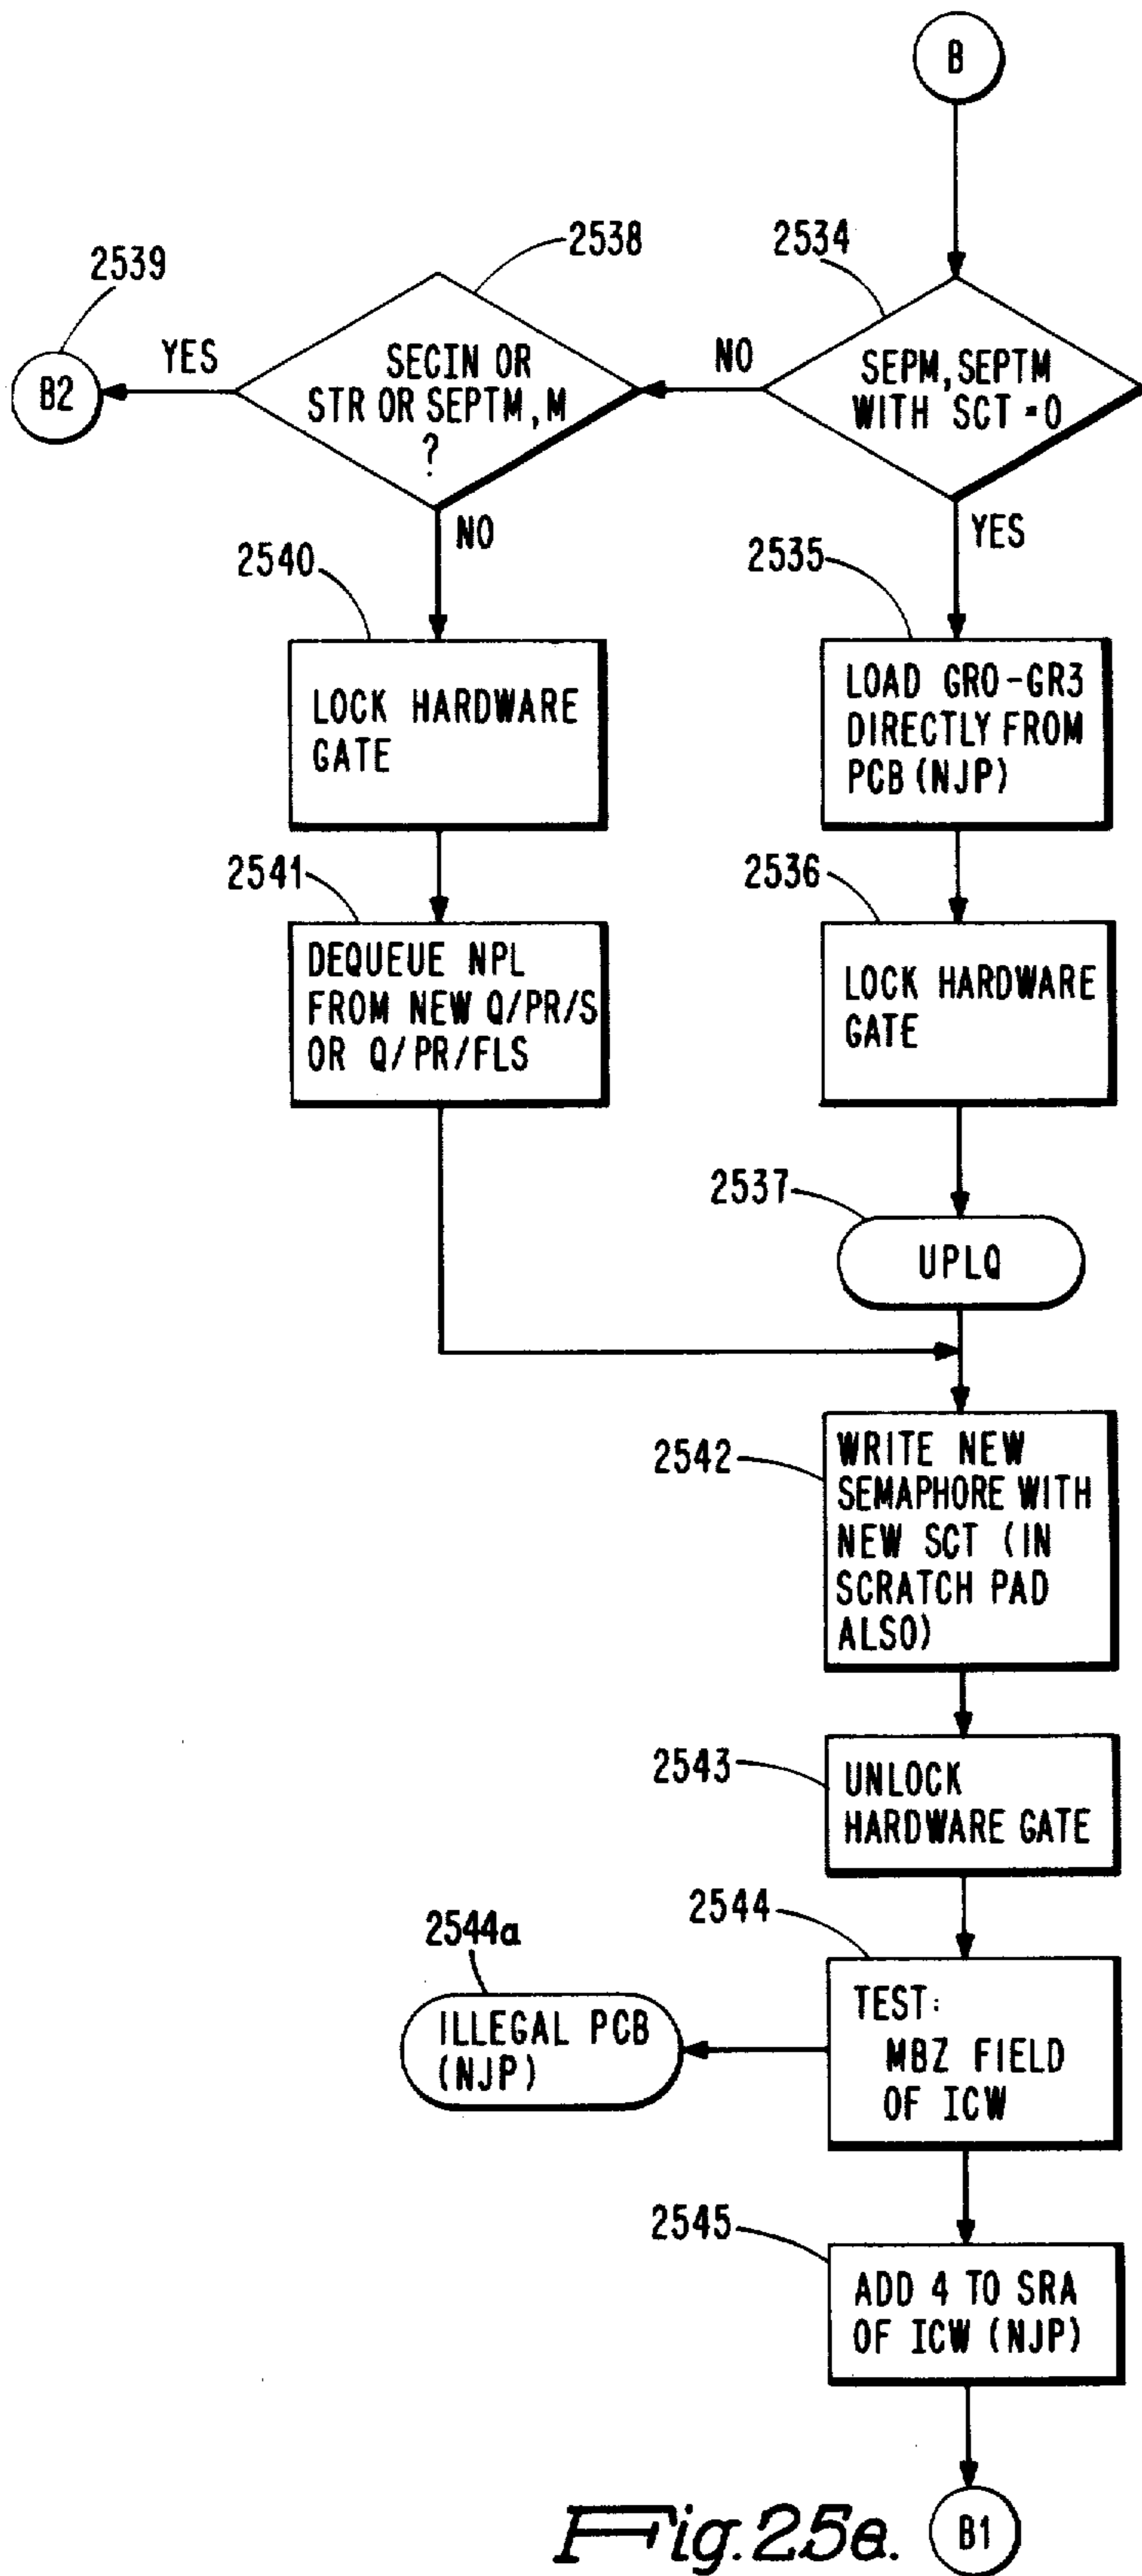 B
2534
SEPM, SEPTM
WITH SCT = 0
NO
YES
2538
SECIN OR
STR OR SEPTM, M
?
YES
NO
2539
B2
2540
LOCK HARDWARE
GATE
2535
LOAD GR0-GR3
DIRECTLY FROM
PCB (NJP)
2541
DEQUEUE NPL
FROM NEW Q/PR/S
OR Q/PR/FLS
2536
LOCK HARDWARE
GATE
2537
UPLQ
2542
WRITE NEW
SEMAPHORE WITH
NEW SCT (IN
SCRATCH PAD
ALSO)
2543
UNLOCK
HARDWARE GATE
2544
TEST:
MBZ FIELD
OF ICW
2544a
ILLEGAL PCB
(NJP)
2545
ADD 4 TO SRA
OF ICW (NJP)
B1
Fig. 25e.